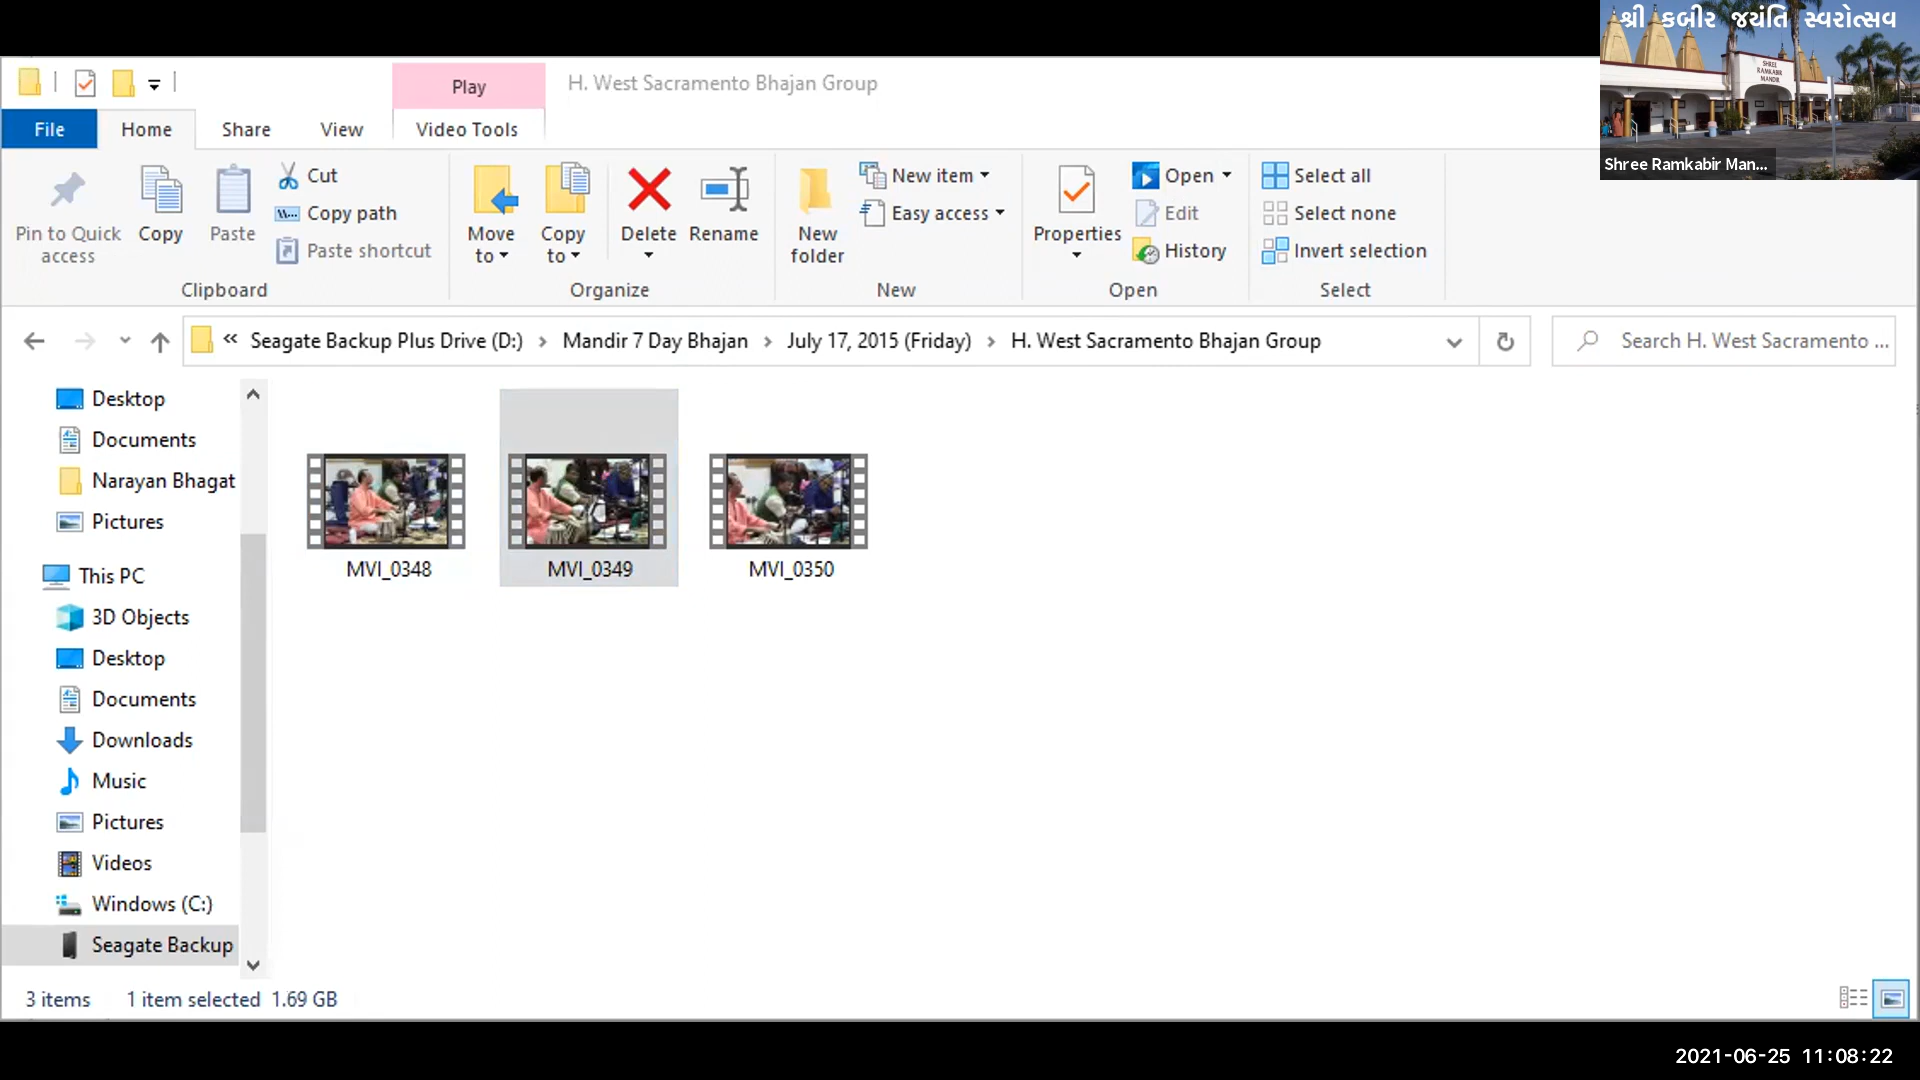 શ્રી કબીર જયંતિ સ્વરોત્સવ
SHREE
RAMKABIR
MANDIR
Shree Ramkabir Man...
Play
H. West Sacramento Bhajan Group
File
Home
Share
View
Video Tools
Pin to Quick
access
Copy
Paste
Cut
Copy path
Paste shortcut
Clipboard
Move
to
Copy
to
Delete
Rename
Organize
New
folder
New item
Easy access
New
Properties
Open
Edit
History
Open
Select all
Select none
Invert selection
Select
« Seagate Backup Plus Drive (D:) › Mandir 7 Day Bhajan › July 17, 2015 (Friday) › H. West Sacramento Bhajan Group
Search H. West Sacramento ...
Desktop
Documents
Narayan Bhagat
Pictures
This PC
3D Objects
Desktop
Documents
Downloads
Music
Pictures
Videos
Windows (C:)
Seagate Backup
MVI_0348
MVI_0349
MVI_0350
3 items 1 item selected 1.69 GB
2021-06-25 11:08:22